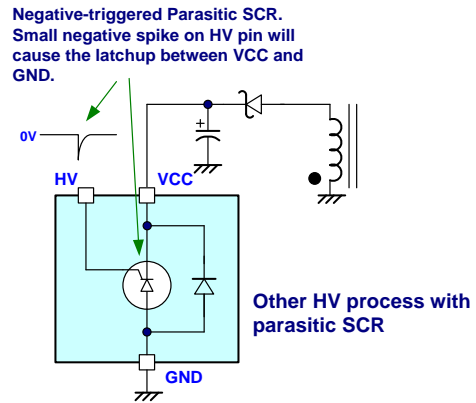 Negative-triggered Parasitic SCR.
Small negative spike on HV pin will
cause the latchup between VCC and
GND.
+
0V
HV
VCC
Other HV process with
parasitic SCR
GND